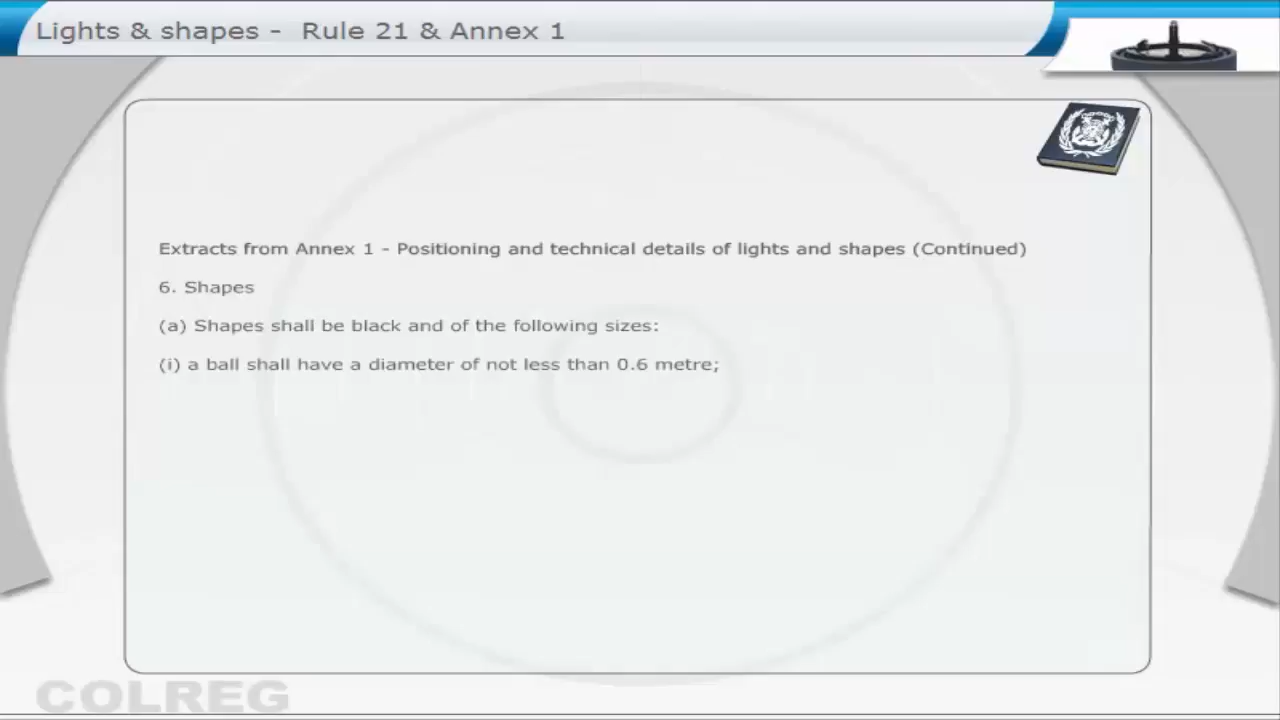 Lights & shapes - Rule 21 & Annex 1
Extracts from Annex 1 - Positioning and technical details of lights and shapes (Continued)
6. Shapes
(a) Shapes shall be black and of the following sizes:
(i) a ball shall have a diameter of not less than 0.6 metre;
COLREG